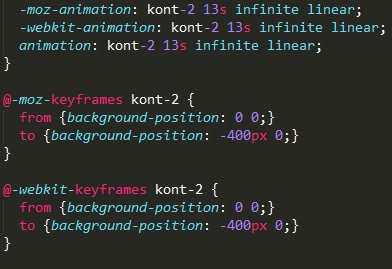 -moz-animation: kont-2 13s infinite linear;
-webkit-animation: kont-2 13s infinite linear;
animation: kont-2 13s infinite linear;
}
@-moz-keyframes kont-2 {
from {background-position: 0 0;}
to {background-position: -400px 0;}
}
@-webkit-keyframes kont-2 {
from {background-position: 0 0;}
to {background-position: -400px 0;}
}